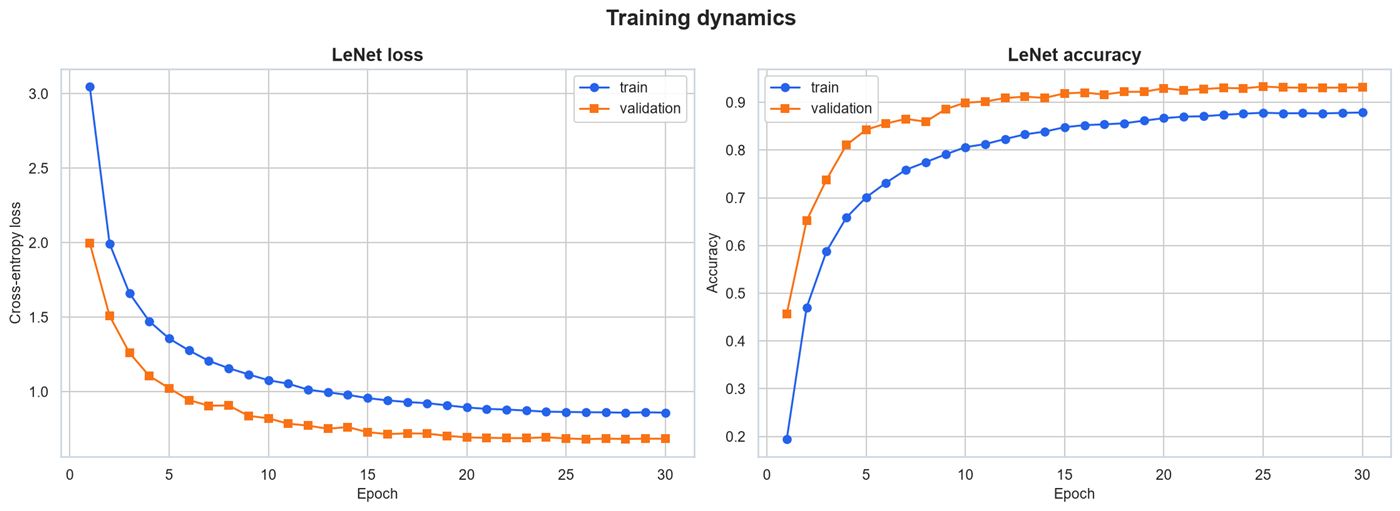 Training dynamics
LeNet loss
train
validation
Cross-entropy loss
3.0
2.5
2.0
1.5
1.0
0
5
10
15
20
25
30
Epoch
LeNet accuracy
train
validation
Accuracy
0.9
0.8
0.7
0.6
0.5
0.4
0.3
0.2
0
5
10
15
20
25
30
Epoch